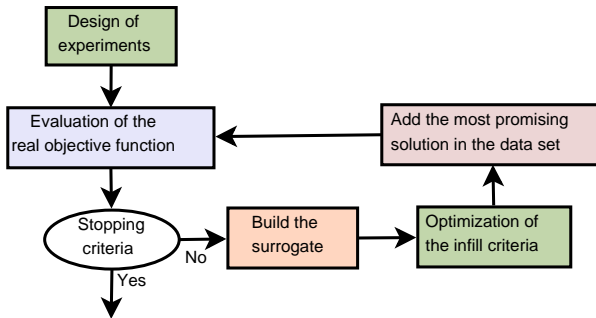 Design of
experiments
Evaluation of the
real objective function
Add the most promising
solution in the data set
Stopping
criteria
No
Yes
Build the
surrogate
Optimization of
the infill criteria